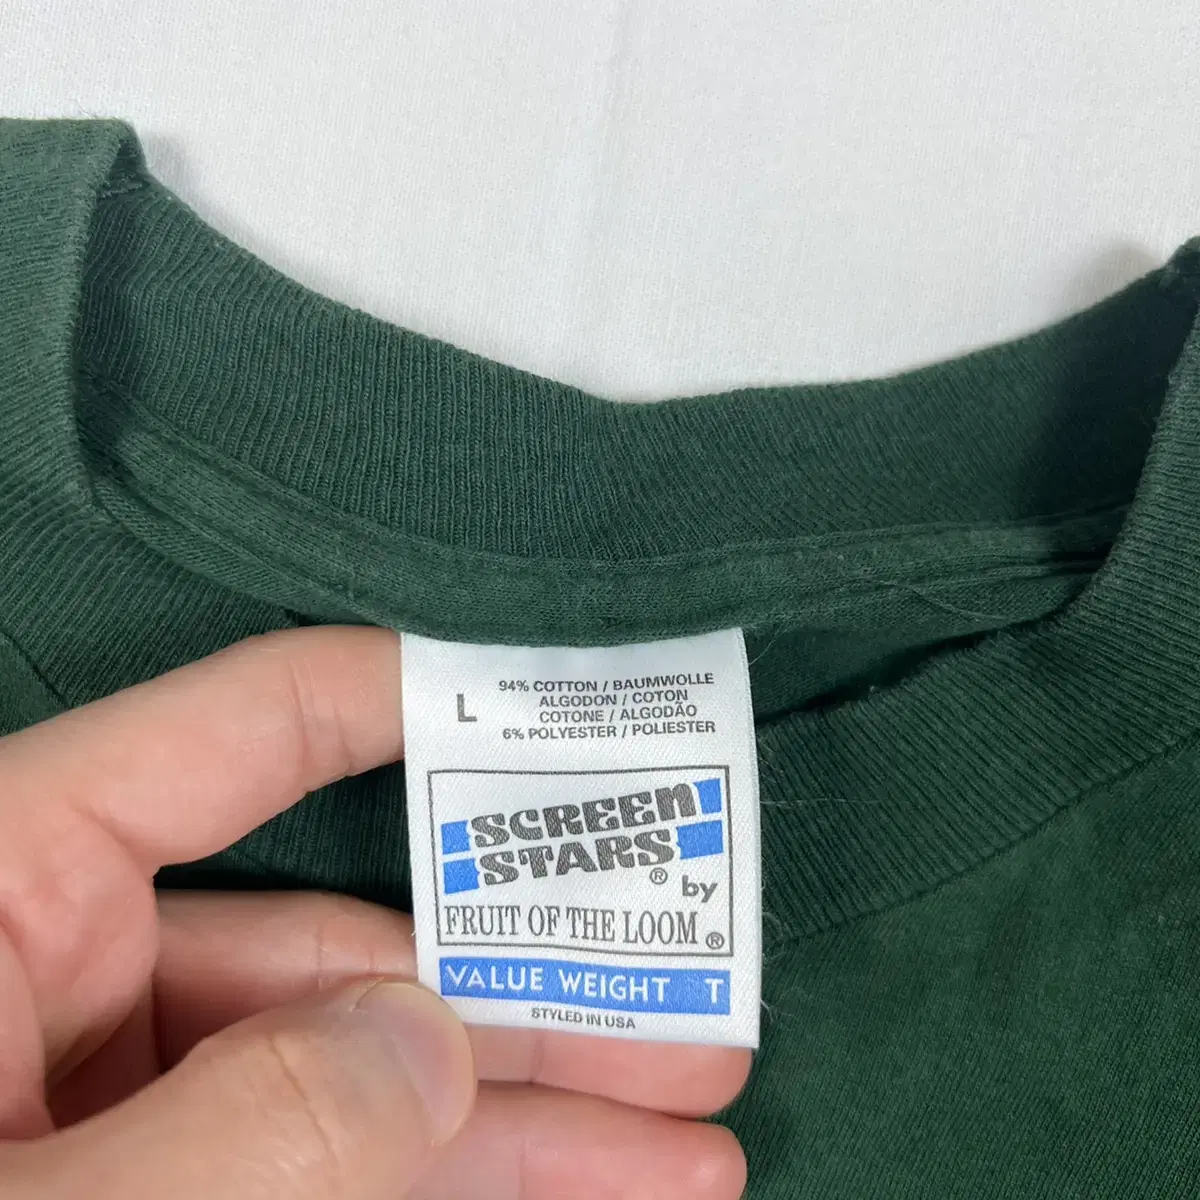 L
94% COTTON / BAUMWOLLE
ALGODON / COTON
COTONE / ALGODÃO
6% POLYESTER / POLIESTER
SCREEN
STARS®
by
FRUIT OF THE LOOM®
VALUE WEIGHT T
STYLED IN USA